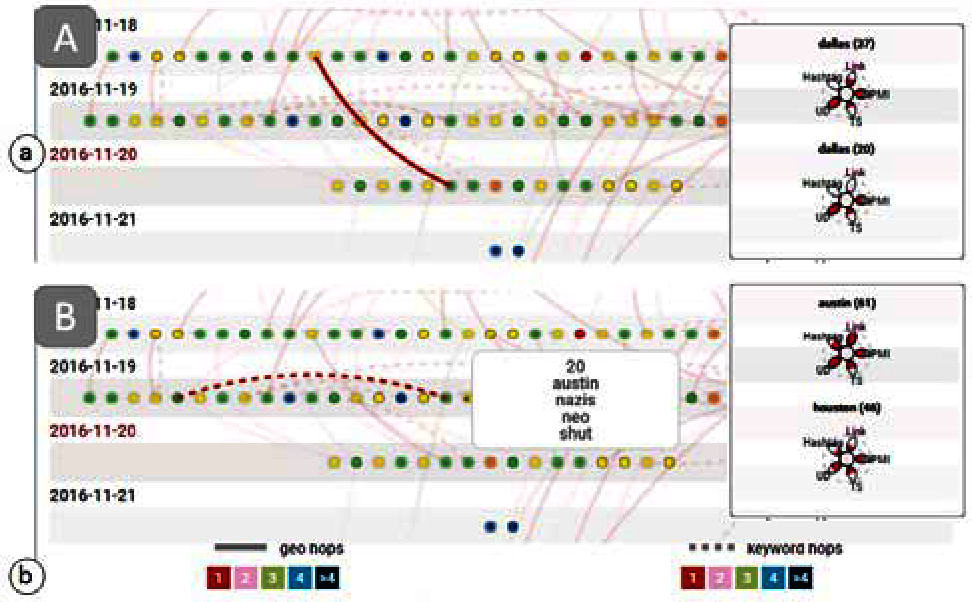 A
11-18
dallas (37)
Link
Hashtag
PMI
2016-11-19
UD
TS
a
2016-11-20
dallas (20)
Link
Hashtag
PMI
2016-11-21
UD
TS
B
11-18
austin (61)
Link
Hashtag
PMI
2016-11-19
UD
TS
20
austin
nazis
neo
shut
2016-11-20
houston (46)
Link
Hashtag
PMI
2016-11-21
UD
TS
geo hops
keyword hops
b
1 2 3 4 >4
1 2 3 4 >4